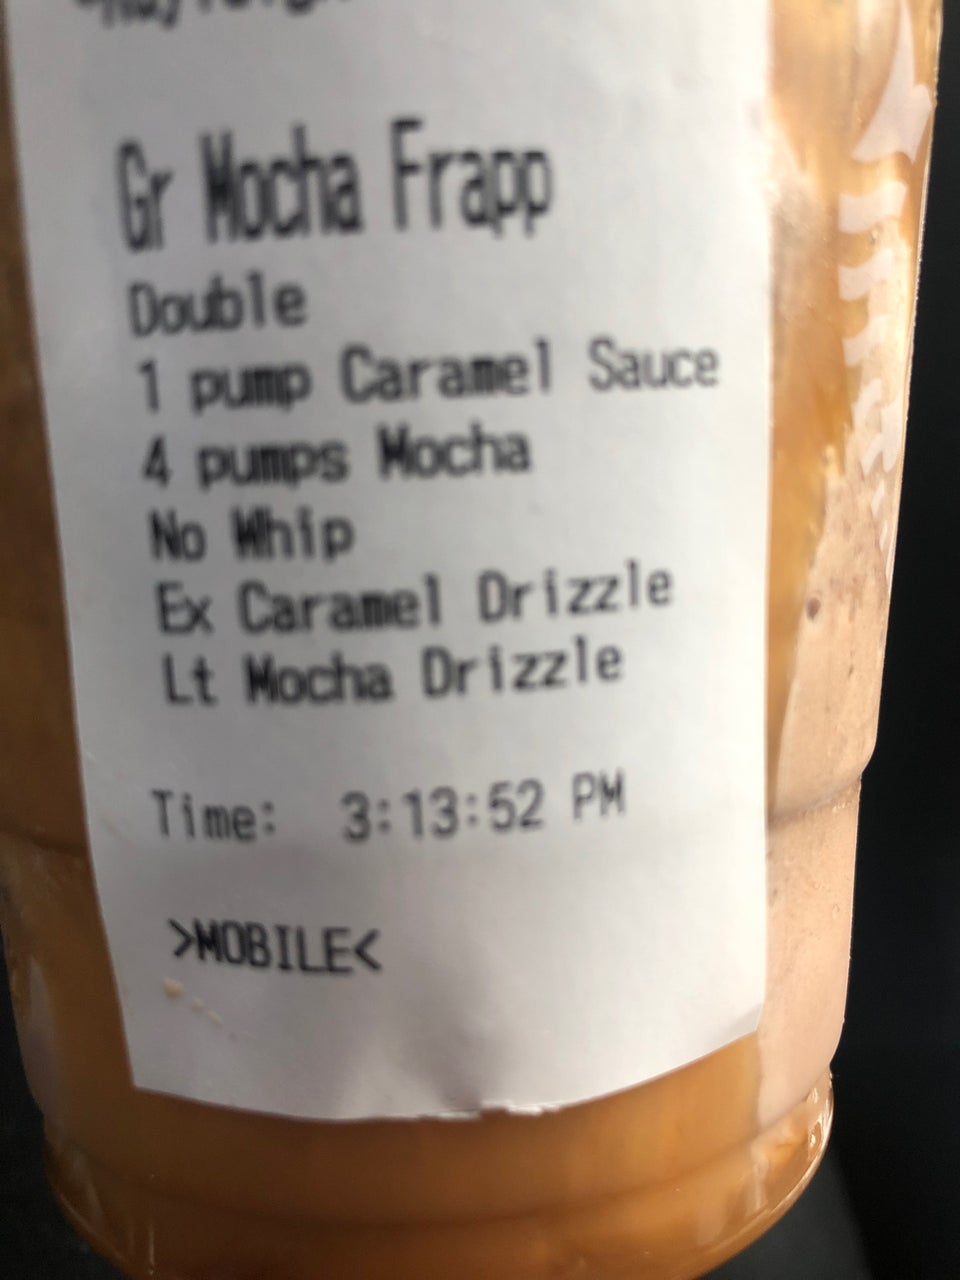 Gr Mocha Frapp
Double
1 pump Caramel Sauce
4 pumps Mocha
No Whip
Ex Caramel Drizzle
Lt Mocha Drizzle
Time: 3:13:52 PM
>MOBILE<